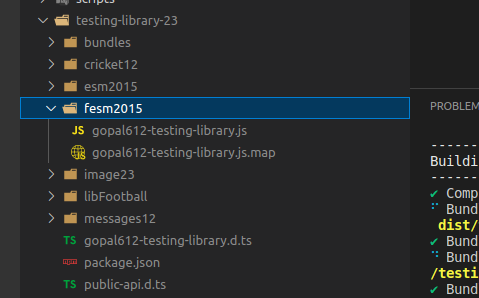 scripts
testing-library-23
bundles
cricket12
esm2015
fesm2015
JS gopal612-testing-library.js
gopal612-testing-library.js.map
image23
libFootball
messages12
TS gopal612-testing-library.d.ts
package.json
TS public-api.d.ts
PROBLEM
-------
Buildi
-------
✔ Comp
Bund
dist/
✔ Bund
Bund
/testi
✔ Bund